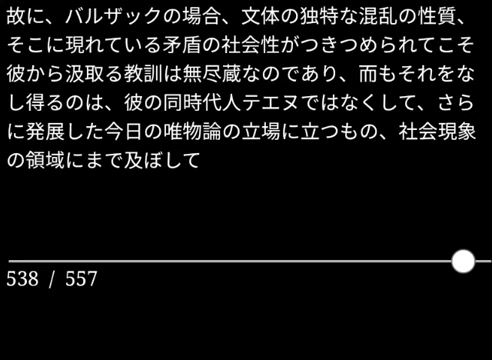 故に、バルザックの場合、文体の独特な混乱の性質、
そこに現れている矛盾の社会性がつきつめられてこそ
彼から汲取る教訓は無尽蔵なのであり、而もそれをな
し得るのは、彼の同時代人テエヌではなくして、さら
に発展した今日の唯物論の立場に立つもの、社会現象
の領域にまで及ぼして
538 / 557